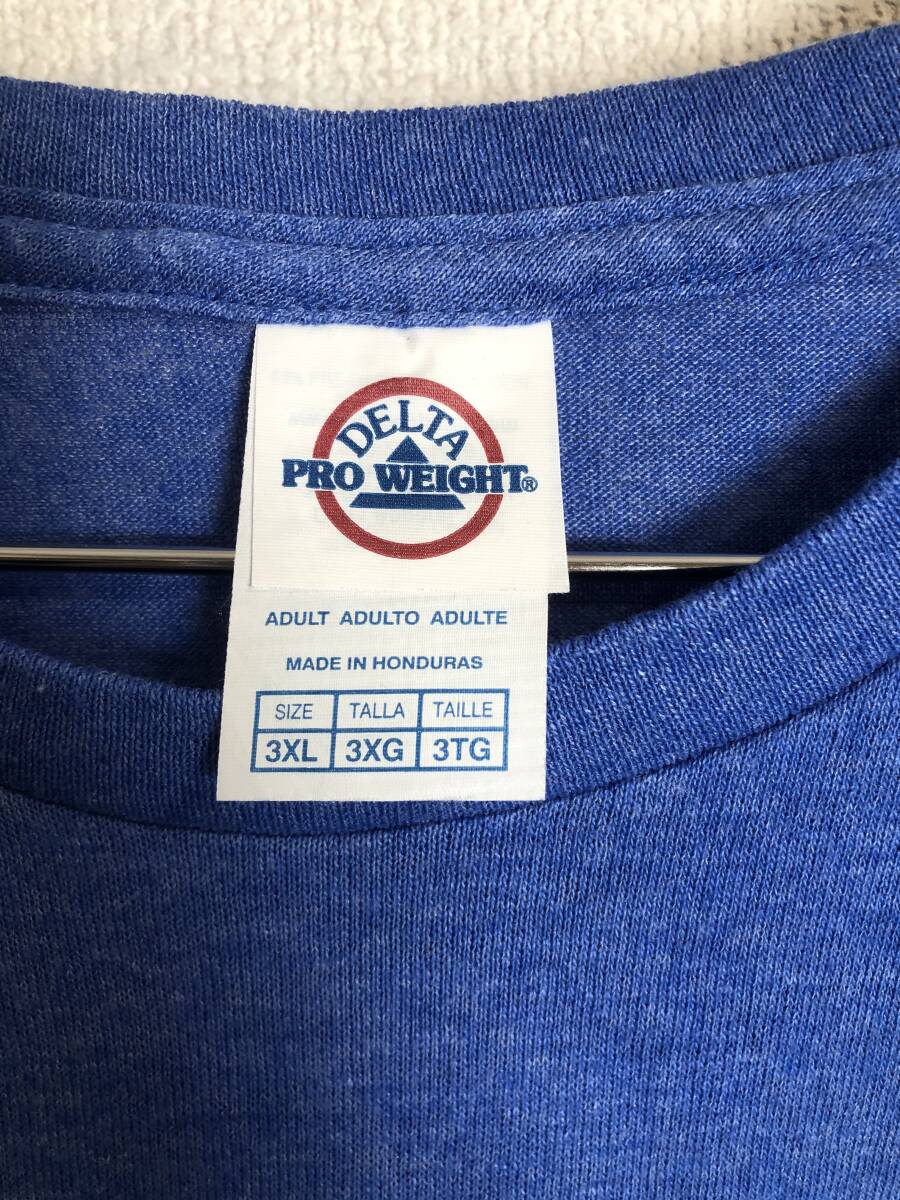 DELTA
PRO WEIGHT®
ADULT ADULTO ADULTE
MADE IN HONDURAS
SIZE TALLA TAILLE
3XL 3XG 3TG